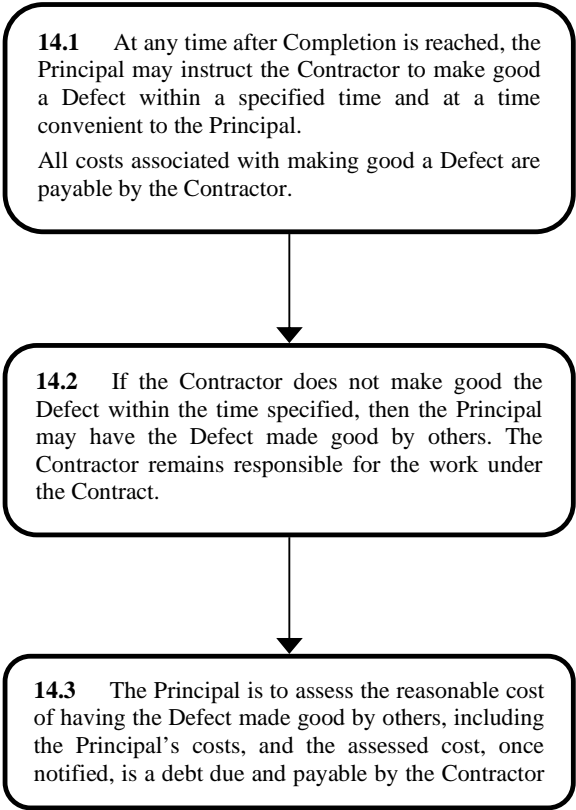 14.1 At any time after Completion is reached, the
Principal may instruct the Contractor to make good
a Defect within a specified time and at a time
convenient to the Principal.
All costs associated with making good a Defect are
payable by the Contractor.
14.2 If the Contractor does not make good the
Defect within the time specified, then the Principal
may have the Defect made good by others. The
Contractor remains responsible for the work under
the Contract.
14.3 The Principal is to assess the reasonable cost
of having the Defect made good by others, including
the Principal's costs, and the assessed cost, once
notified, is a debt due and payable by the Contractor